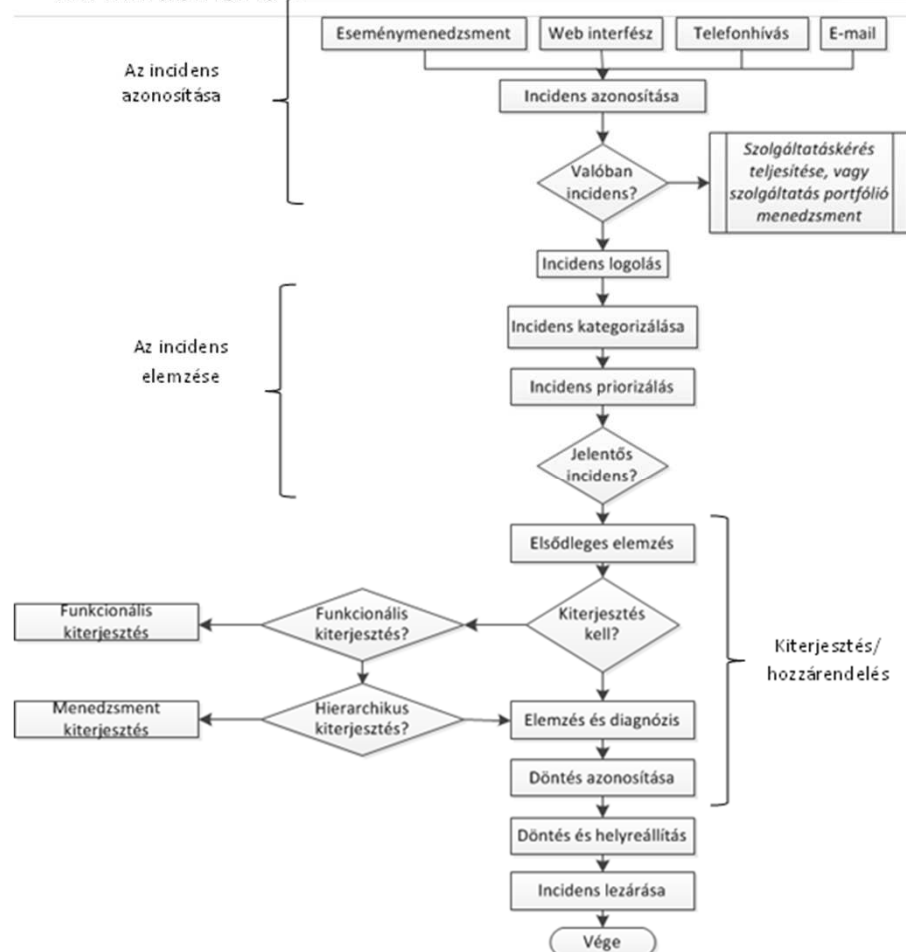 Eseménymenedzsment
Web interfész
Telefonhívás
E-mail
Az incidens
azonosítása
Incidens azonosítása
Valóban
incidens?
Szolgáltatáskérés
teljesítése, vagy
szolgáltatás portfólió
menedzsment
Incidens logolás
Incidens kategorizálása
Az incidens
elemzése
Incidens priorizálás
Jelentős
incidens?
Elsődleges elemzés
Funkcionális
kiterjesztés
Funkcionális
kiterjesztés?
Kiterjesztés
kell?
Kiterjesztés/
hozzárendelés
Menedzsment
kiterjesztés
Hierarchikus
kiterjesztés?
Elemzés és diagnózis
Döntés azonosítása
Döntés és helyreállítás
Incidens lezárása
Vége